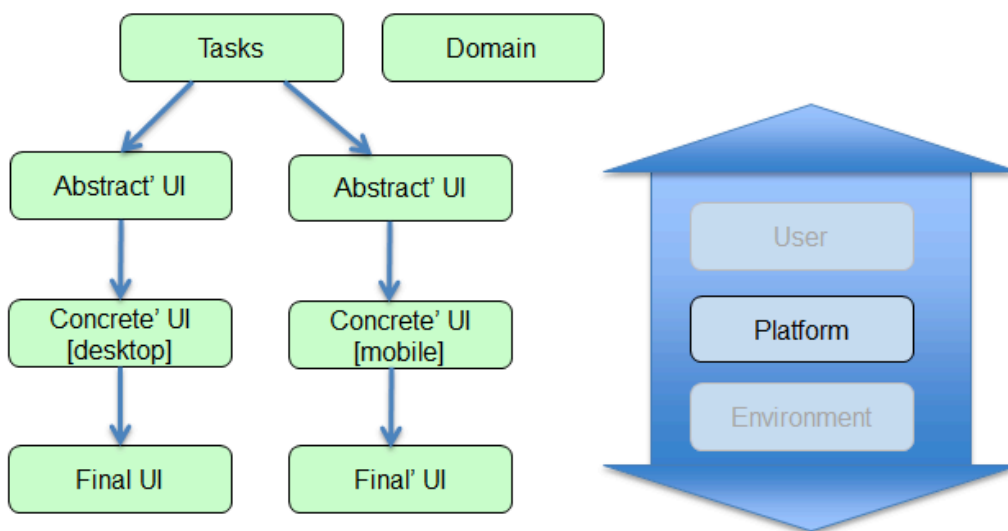 Tasks
Domain
Abstract’ UI
Abstract’ UI
User
Concrete’ UI
[desktop]
Concrete’ UI
[mobile]
Platform
Environment
Final UI
Final’ UI